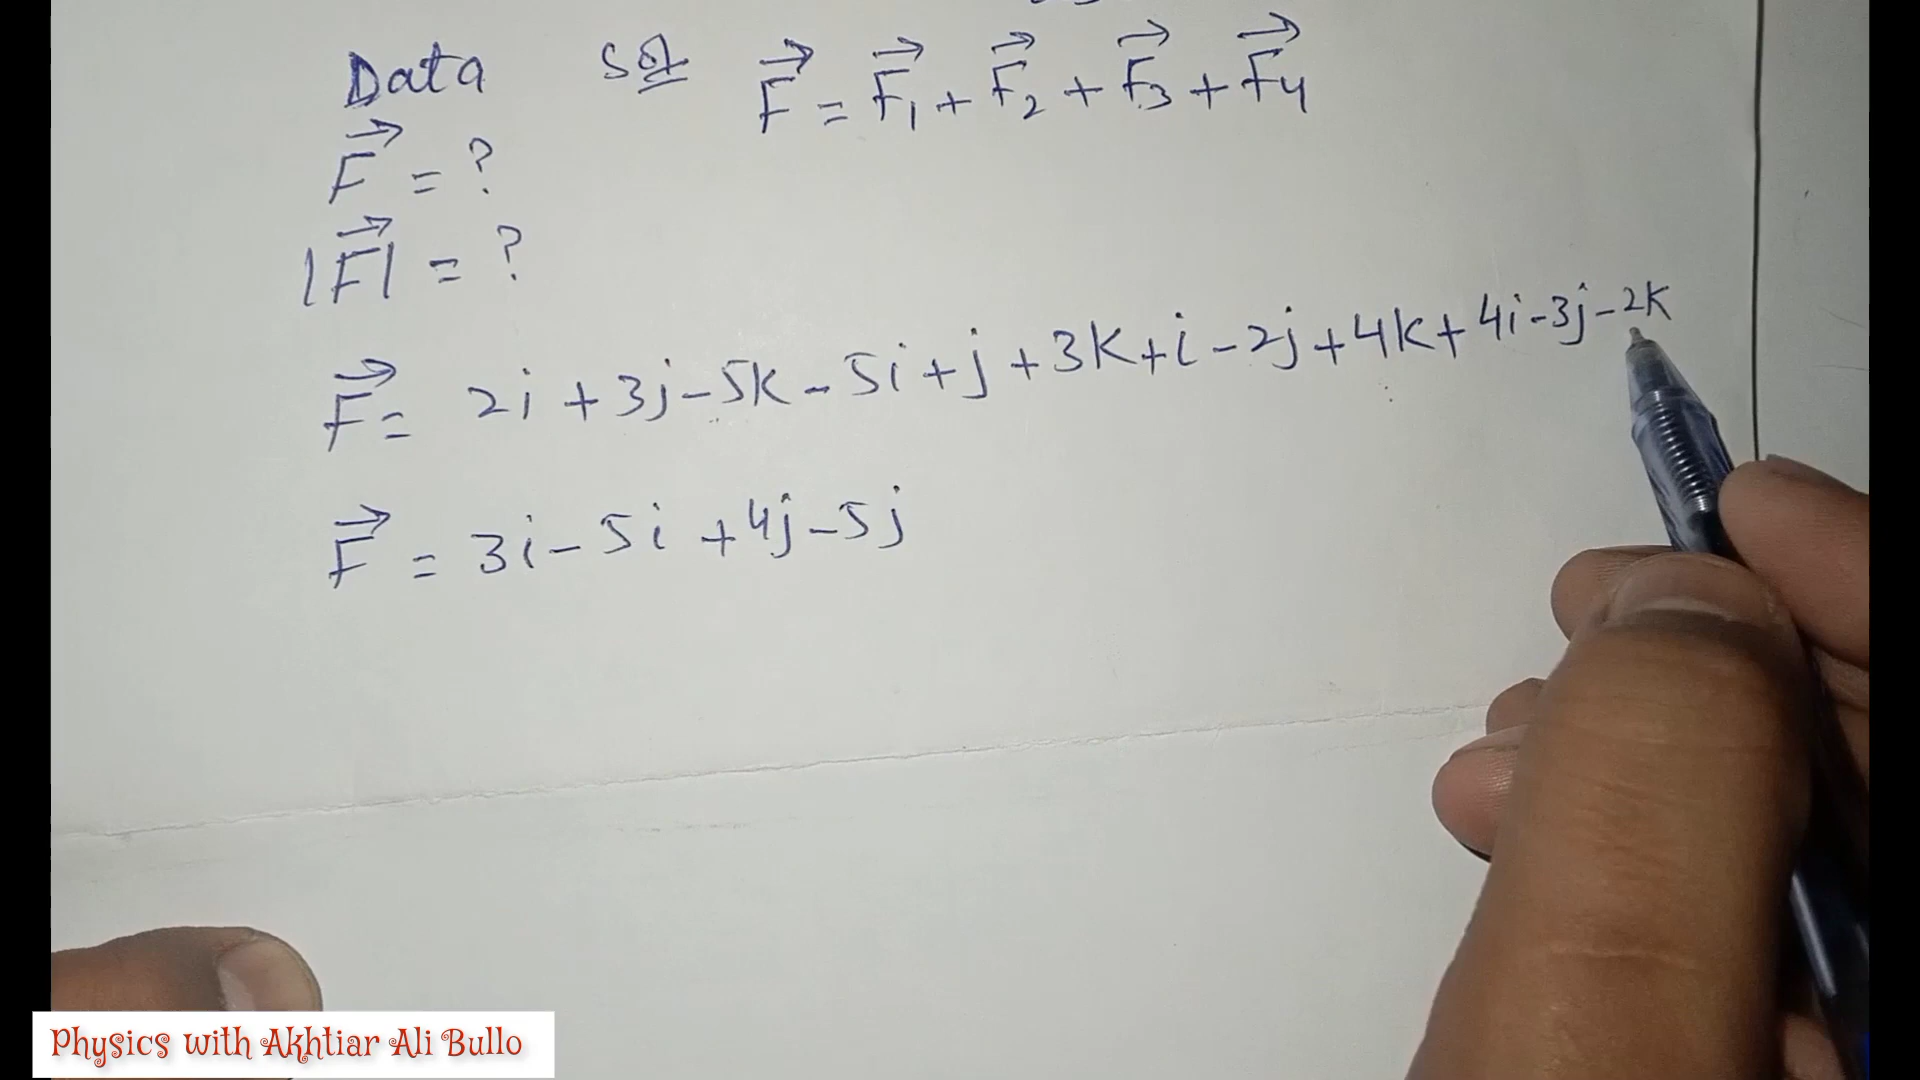 Data Sol F⃗ = F⃗₁ + F⃗₂ + F⃗₃ + F⃗₄
F⃗ = ?
|F⃗| = ?
F⃗ = 2i + 3j - 5k - 5i + j + 3k + i - 2j + 4k + 4i - 3j - 2k
F⃗ = 3i - 5i + 4j - 5j
Physics with Akhtiar Ali Bullo